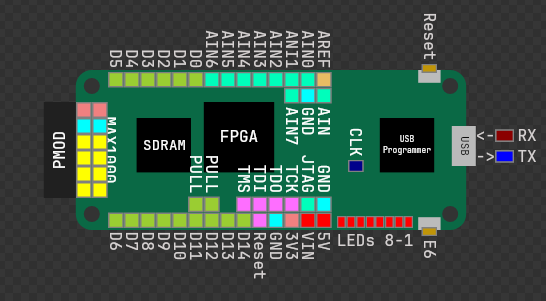 D5
D4
D3
D2
D1
D0
AIN6
AIN5
AIN4
AIN3
AIN2
ANI1
AIN0
AREF
Reset
AIN7
GND
AIN
PMOD
MAX1000
SDRAM
FPGA
CLK
USB
Programmer
USB
<- RX
-> TX
PULL
PULL
TMS
TDI
TDO
TCK
JTAG
GND
D6
D7
D8
D9
D10
D11
D12
D13
D14
Reset
GND
3V3
VIN
5V
LEDs 8-1
E6